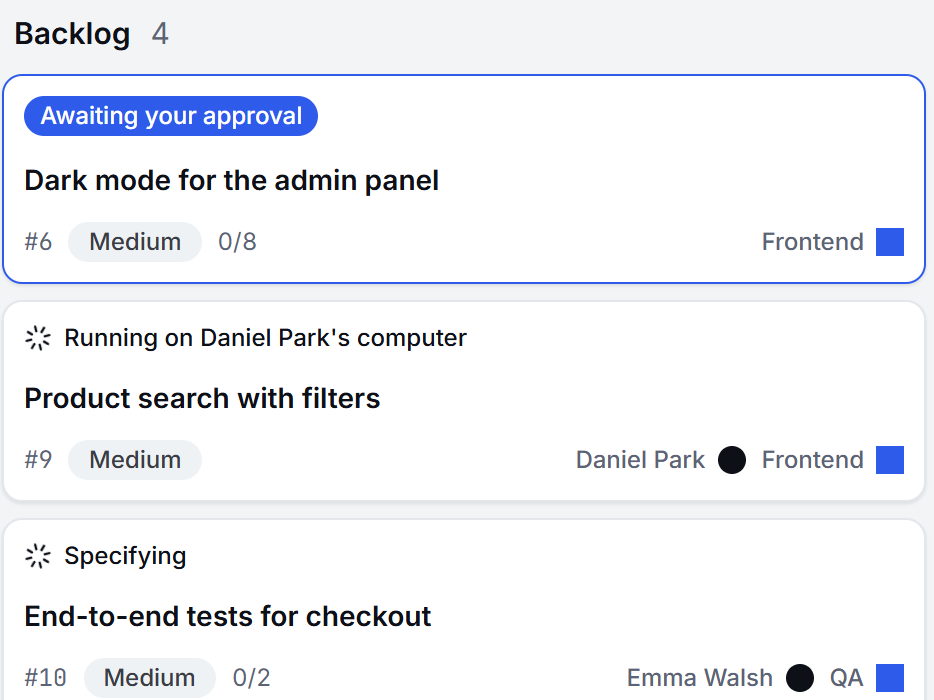 Backlog 4
Awaiting your approval
Dark mode for the admin panel
#6 Medium 0/8 Frontend
Running on Daniel Park's computer
Product search with filters
#9 Medium Daniel Park Frontend
Specifying
End-to-end tests for checkout
#10 Medium 0/2 Emma Walsh QA